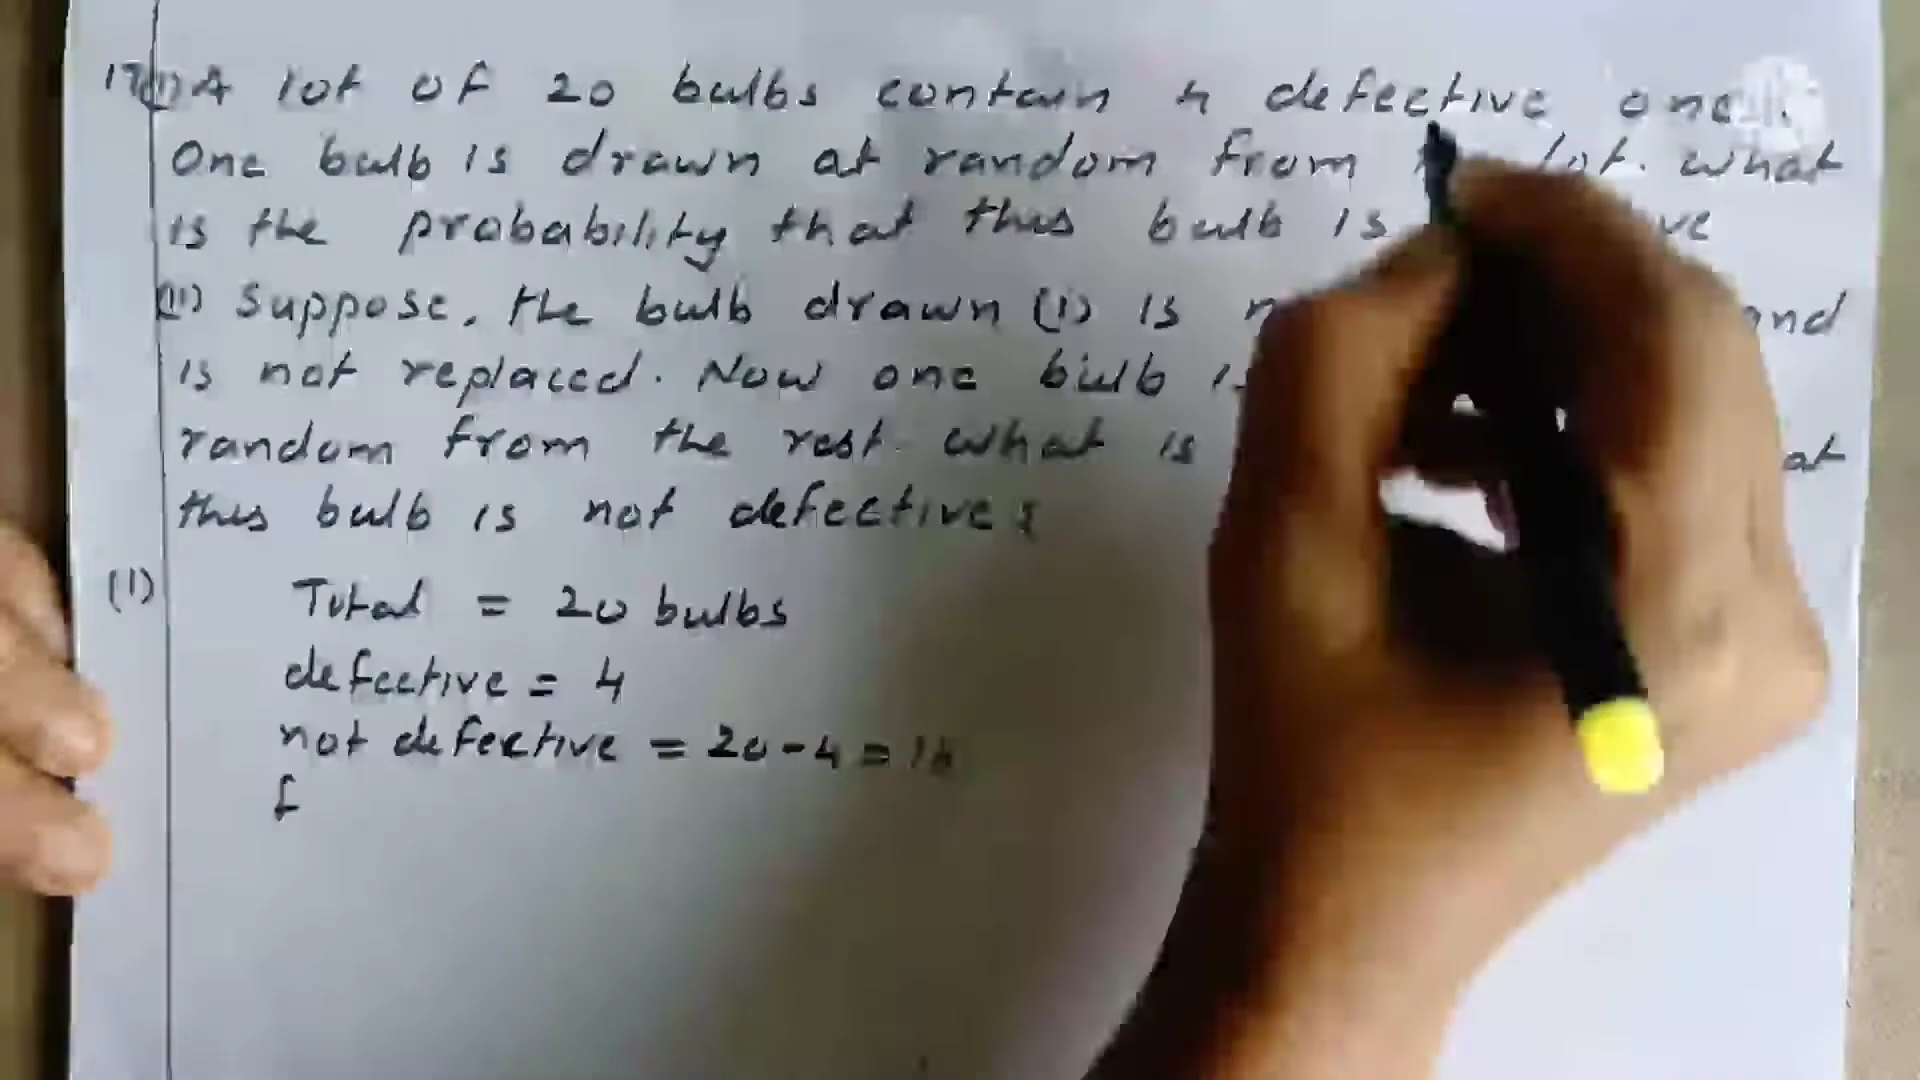 17(i) A lot of 20 bulbs contain 4 defective one
One bulb is drawn at random from lot. what
is the probability that this bulb is
(ii) Suppose, the bulb drawn (i) is and
is not replaced. Now one bulb is
random from the rest. what is
this bulb is not defective?
(i) Total = 20 bulbs
defective = 4
not defective = 20-4 = 16
f